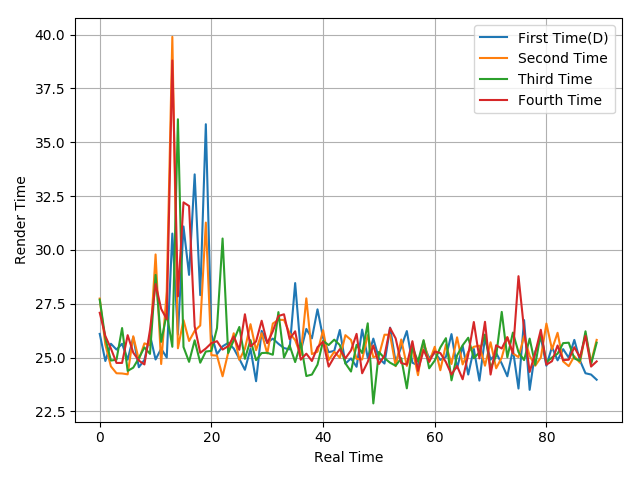 First Time(D)
Second Time
Third Time
Fourth Time
40.0
37.5
35.0
32.5
30.0
27.5
25.0
22.5
Render Time
0 20 40 60 80
Real Time